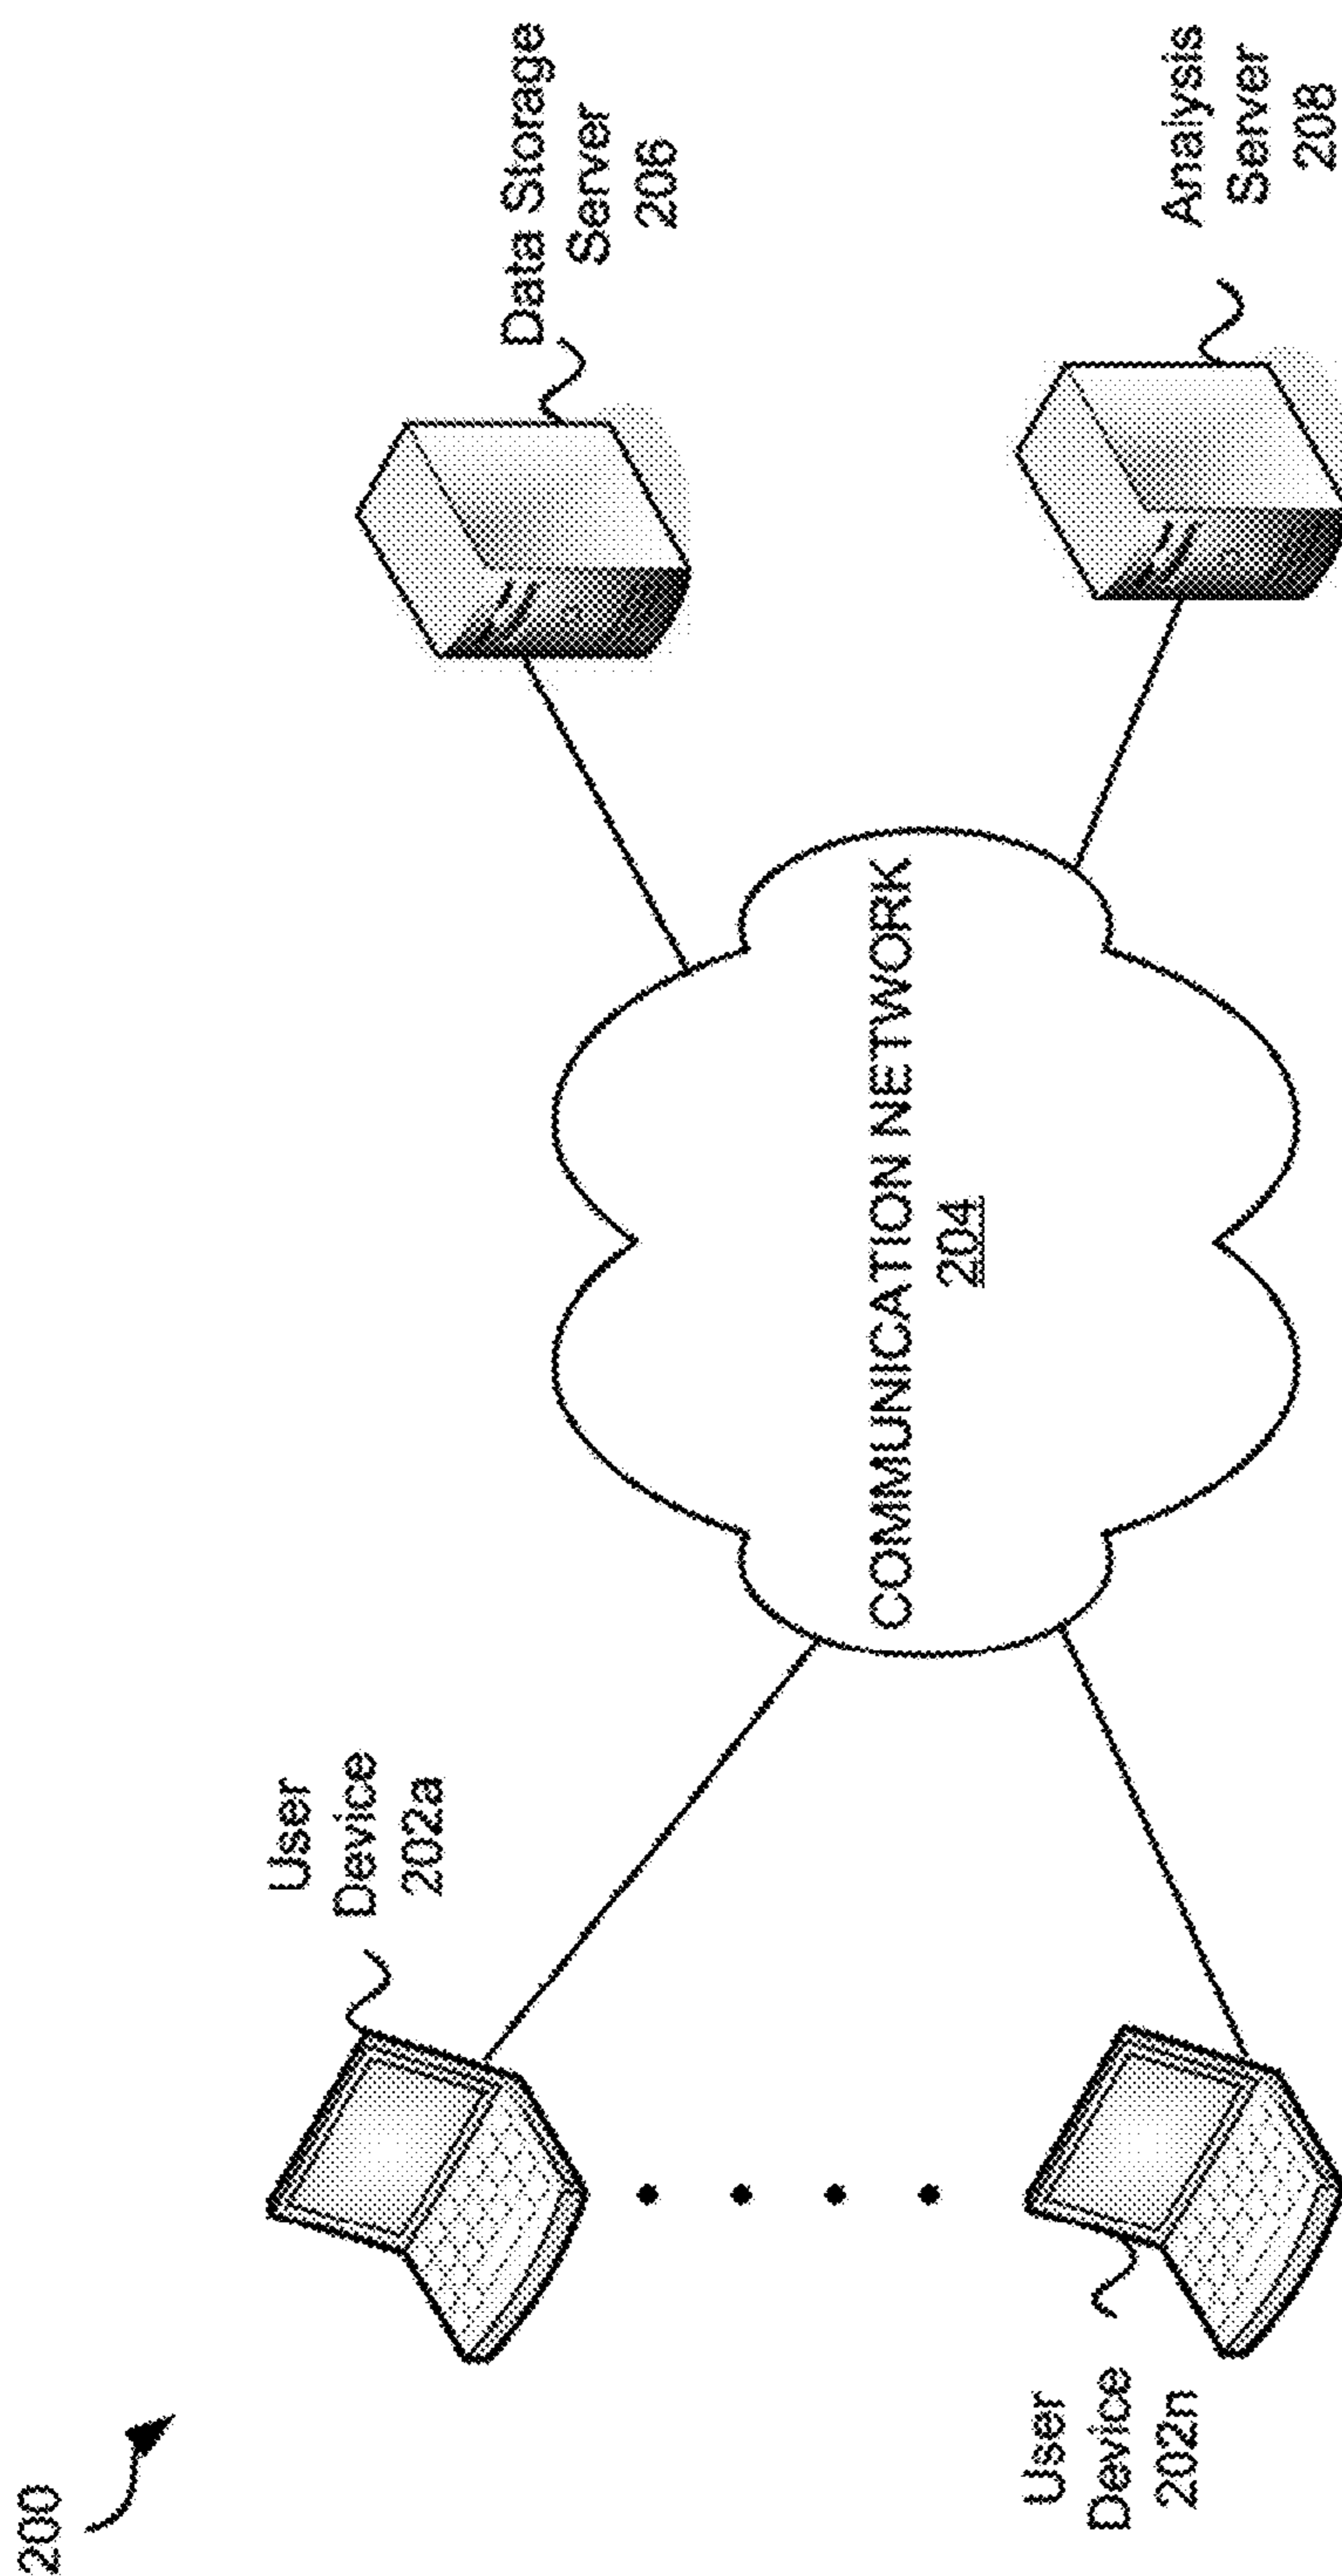 200
User
Device
202a
User
Device
202n
COMMUNICATION NETWORK
204
Data Storage
Server
206
Analysis
Server
208